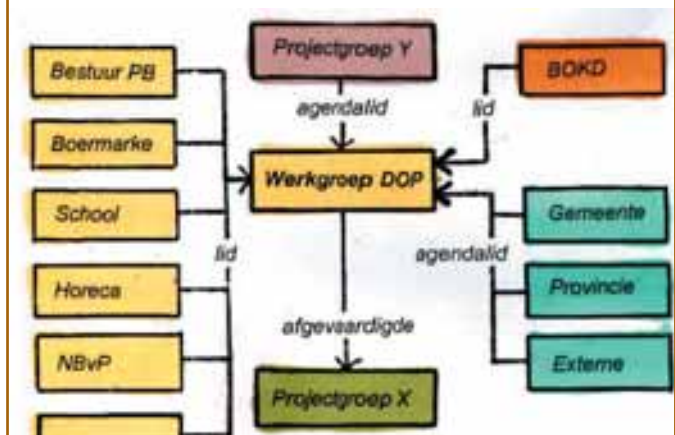 Projectgroep Y
Bestuur PB
BOKD
agendalid
lid
Boermarke
Werkgroep DOP
School
Gemeente
lid
agendalid
Horeca
Provincie
afgevaardigde
NBvP
Externe
Projectgroep X